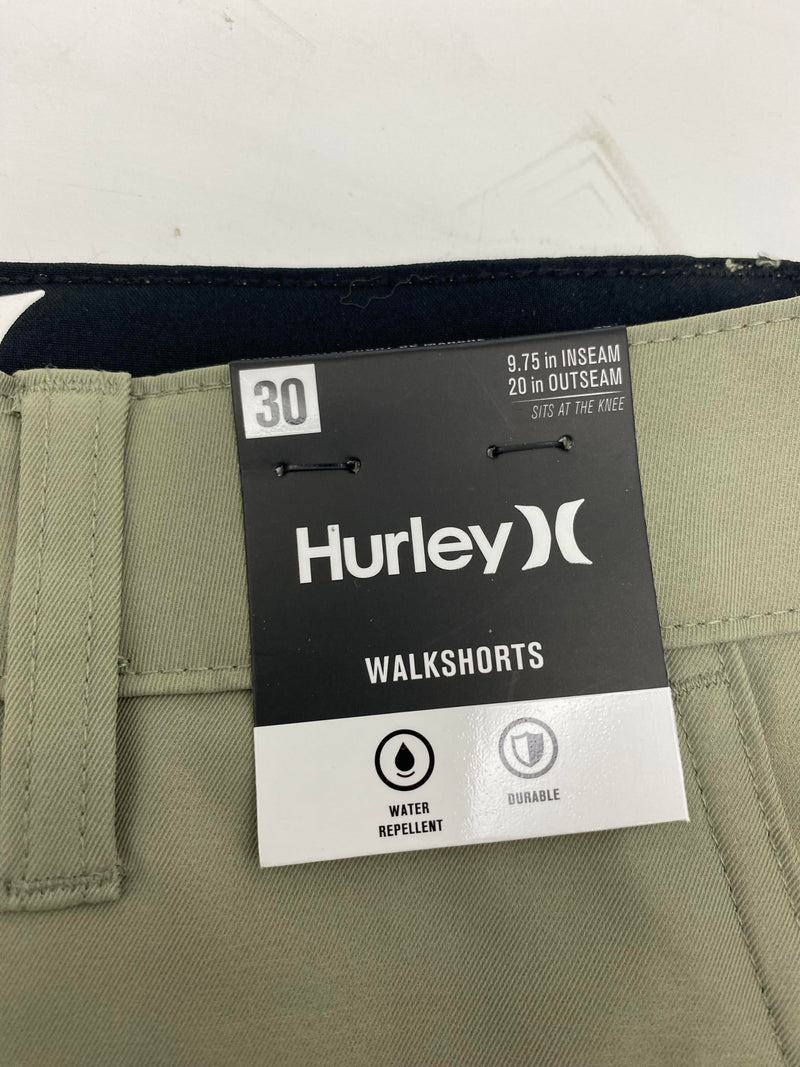 30
9.75 in INSEAM
20 in OUTSEAM
SITS AT THE KNEE
Hurley
WALKSHORTS
WATER
REPELLENT
DURABLE